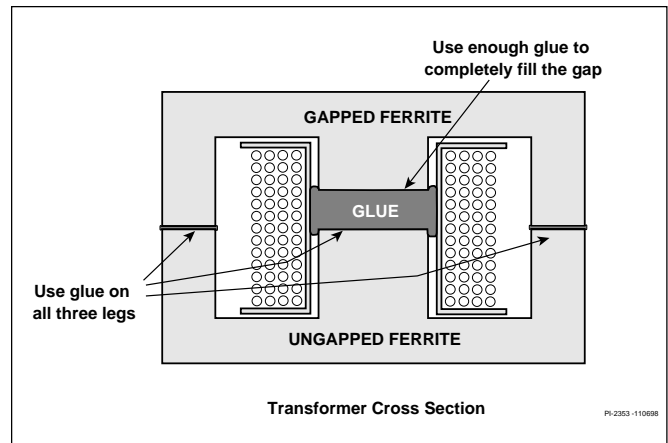 Use enough glue to
completely fill the gap
GAPPED FERRITE
GLUE
Use glue on
all three legs
UNGAPPED FERRITE
Transformer Cross Section
PI-2353 -110698